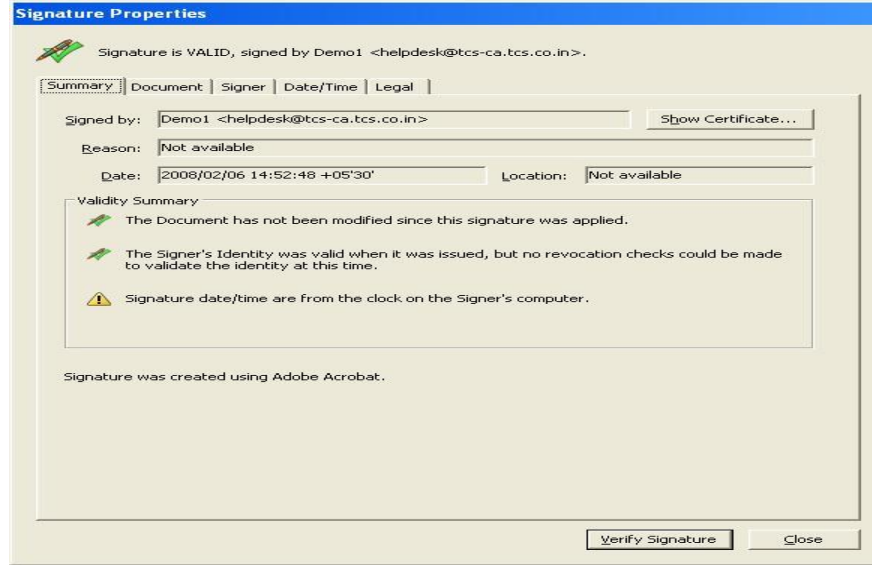 Signature Properties
Signature is VALID, signed by Demo1 <helpdesk@tcs-ca.tcs.co.in>.
Summary Document Signer Date/Time Legal
Signed by: Demo1 <helpdesk@tcs-ca.tcs.co.in> Show Certificate...
Reason: Not available
Date: 2008/02/06 14:52:48 +05'30' Location: Not available
Validity Summary
The Document has not been modified since this signature was applied.
The Signer's Identity was valid when it was issued, but no revocation checks could be made
to validate the identity at this time.
Signature date/time are from the clock on the Signer's computer.
Signature was created using Adobe Acrobat.
Verify Signature Close